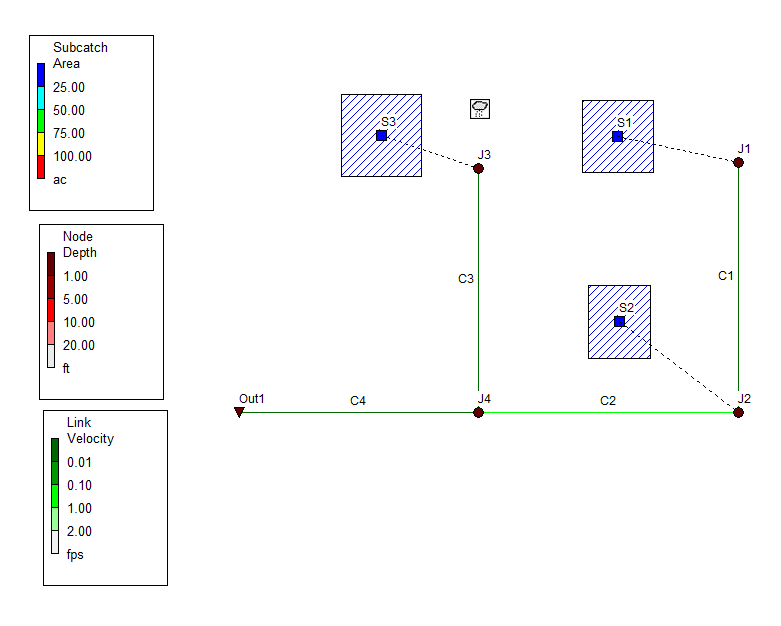 Subcatch
Area
25.00
50.00
75.00
100.00
ac
Node
Depth
1.00
5.00
10.00
20.00
ft
Link
Velocity
0.01
0.10
1.00
2.00
fps
S3
S1
J3
J1
C3
C1
S2
Out1
C4
J4
C2
J2